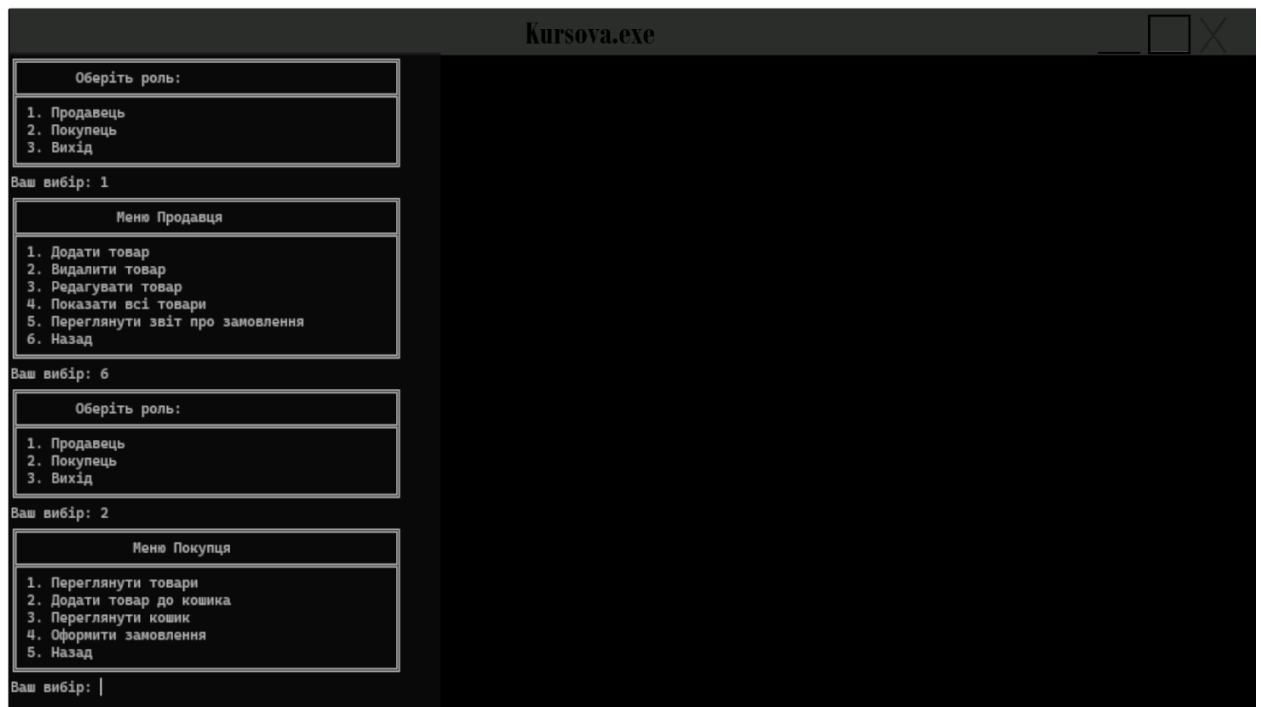 Kursova.exe
Оберіть роль:
1. Продавець
2. Покупець
3. Вихід
Ваш вибір: 1
Меню Продавця
1. Додати товар
2. Видалити товар
3. Редагувати товар
4. Показати всі товари
5. Переглянути звіт про замовлення
6. Назад
Ваш вибір: 6
Оберіть роль:
1. Продавець
2. Покупець
3. Вихід
Ваш вибір: 2
Меню Покупця
1. Переглянути товари
2. Додати товар до кошика
3. Переглянути кошик
4. Оформити замовлення
5. Назад
Ваш вибір: